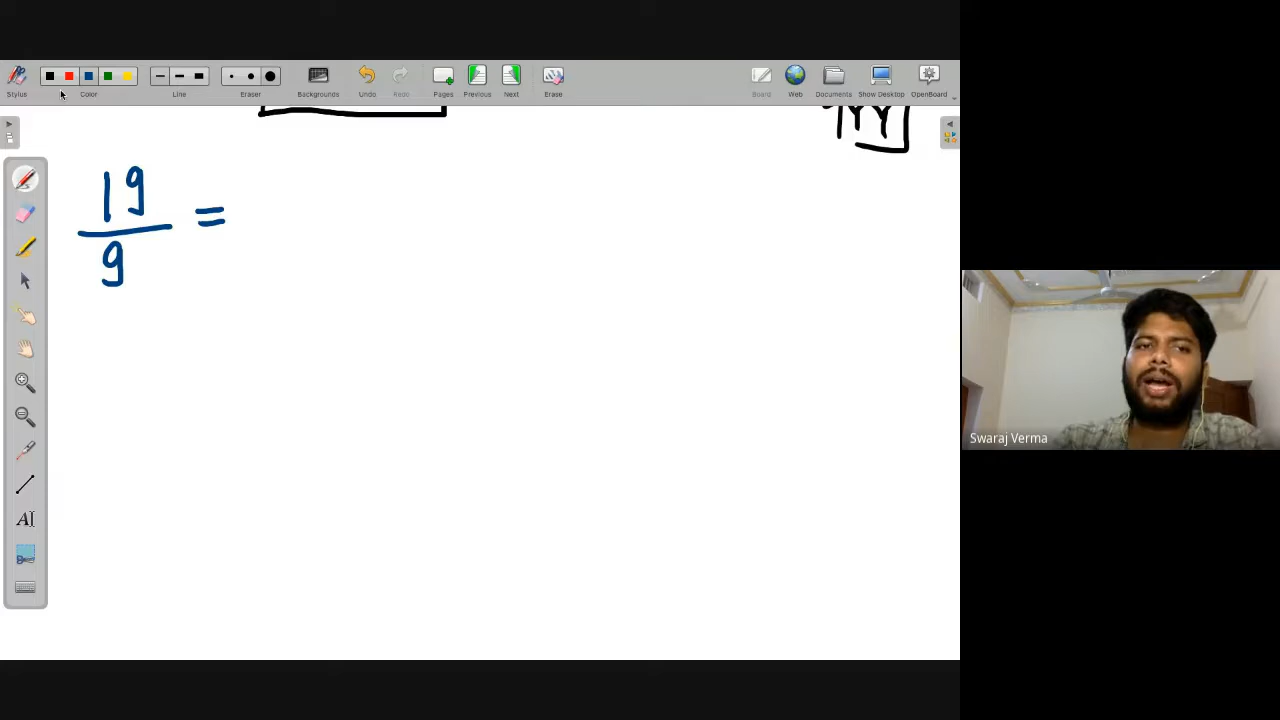 Stylus Color Line Eraser Backgrounds Undo Redo Pages Previous Next Erase Board Web Documents Show Desktop OpenBoard
19
=
9
Swaraj Verma